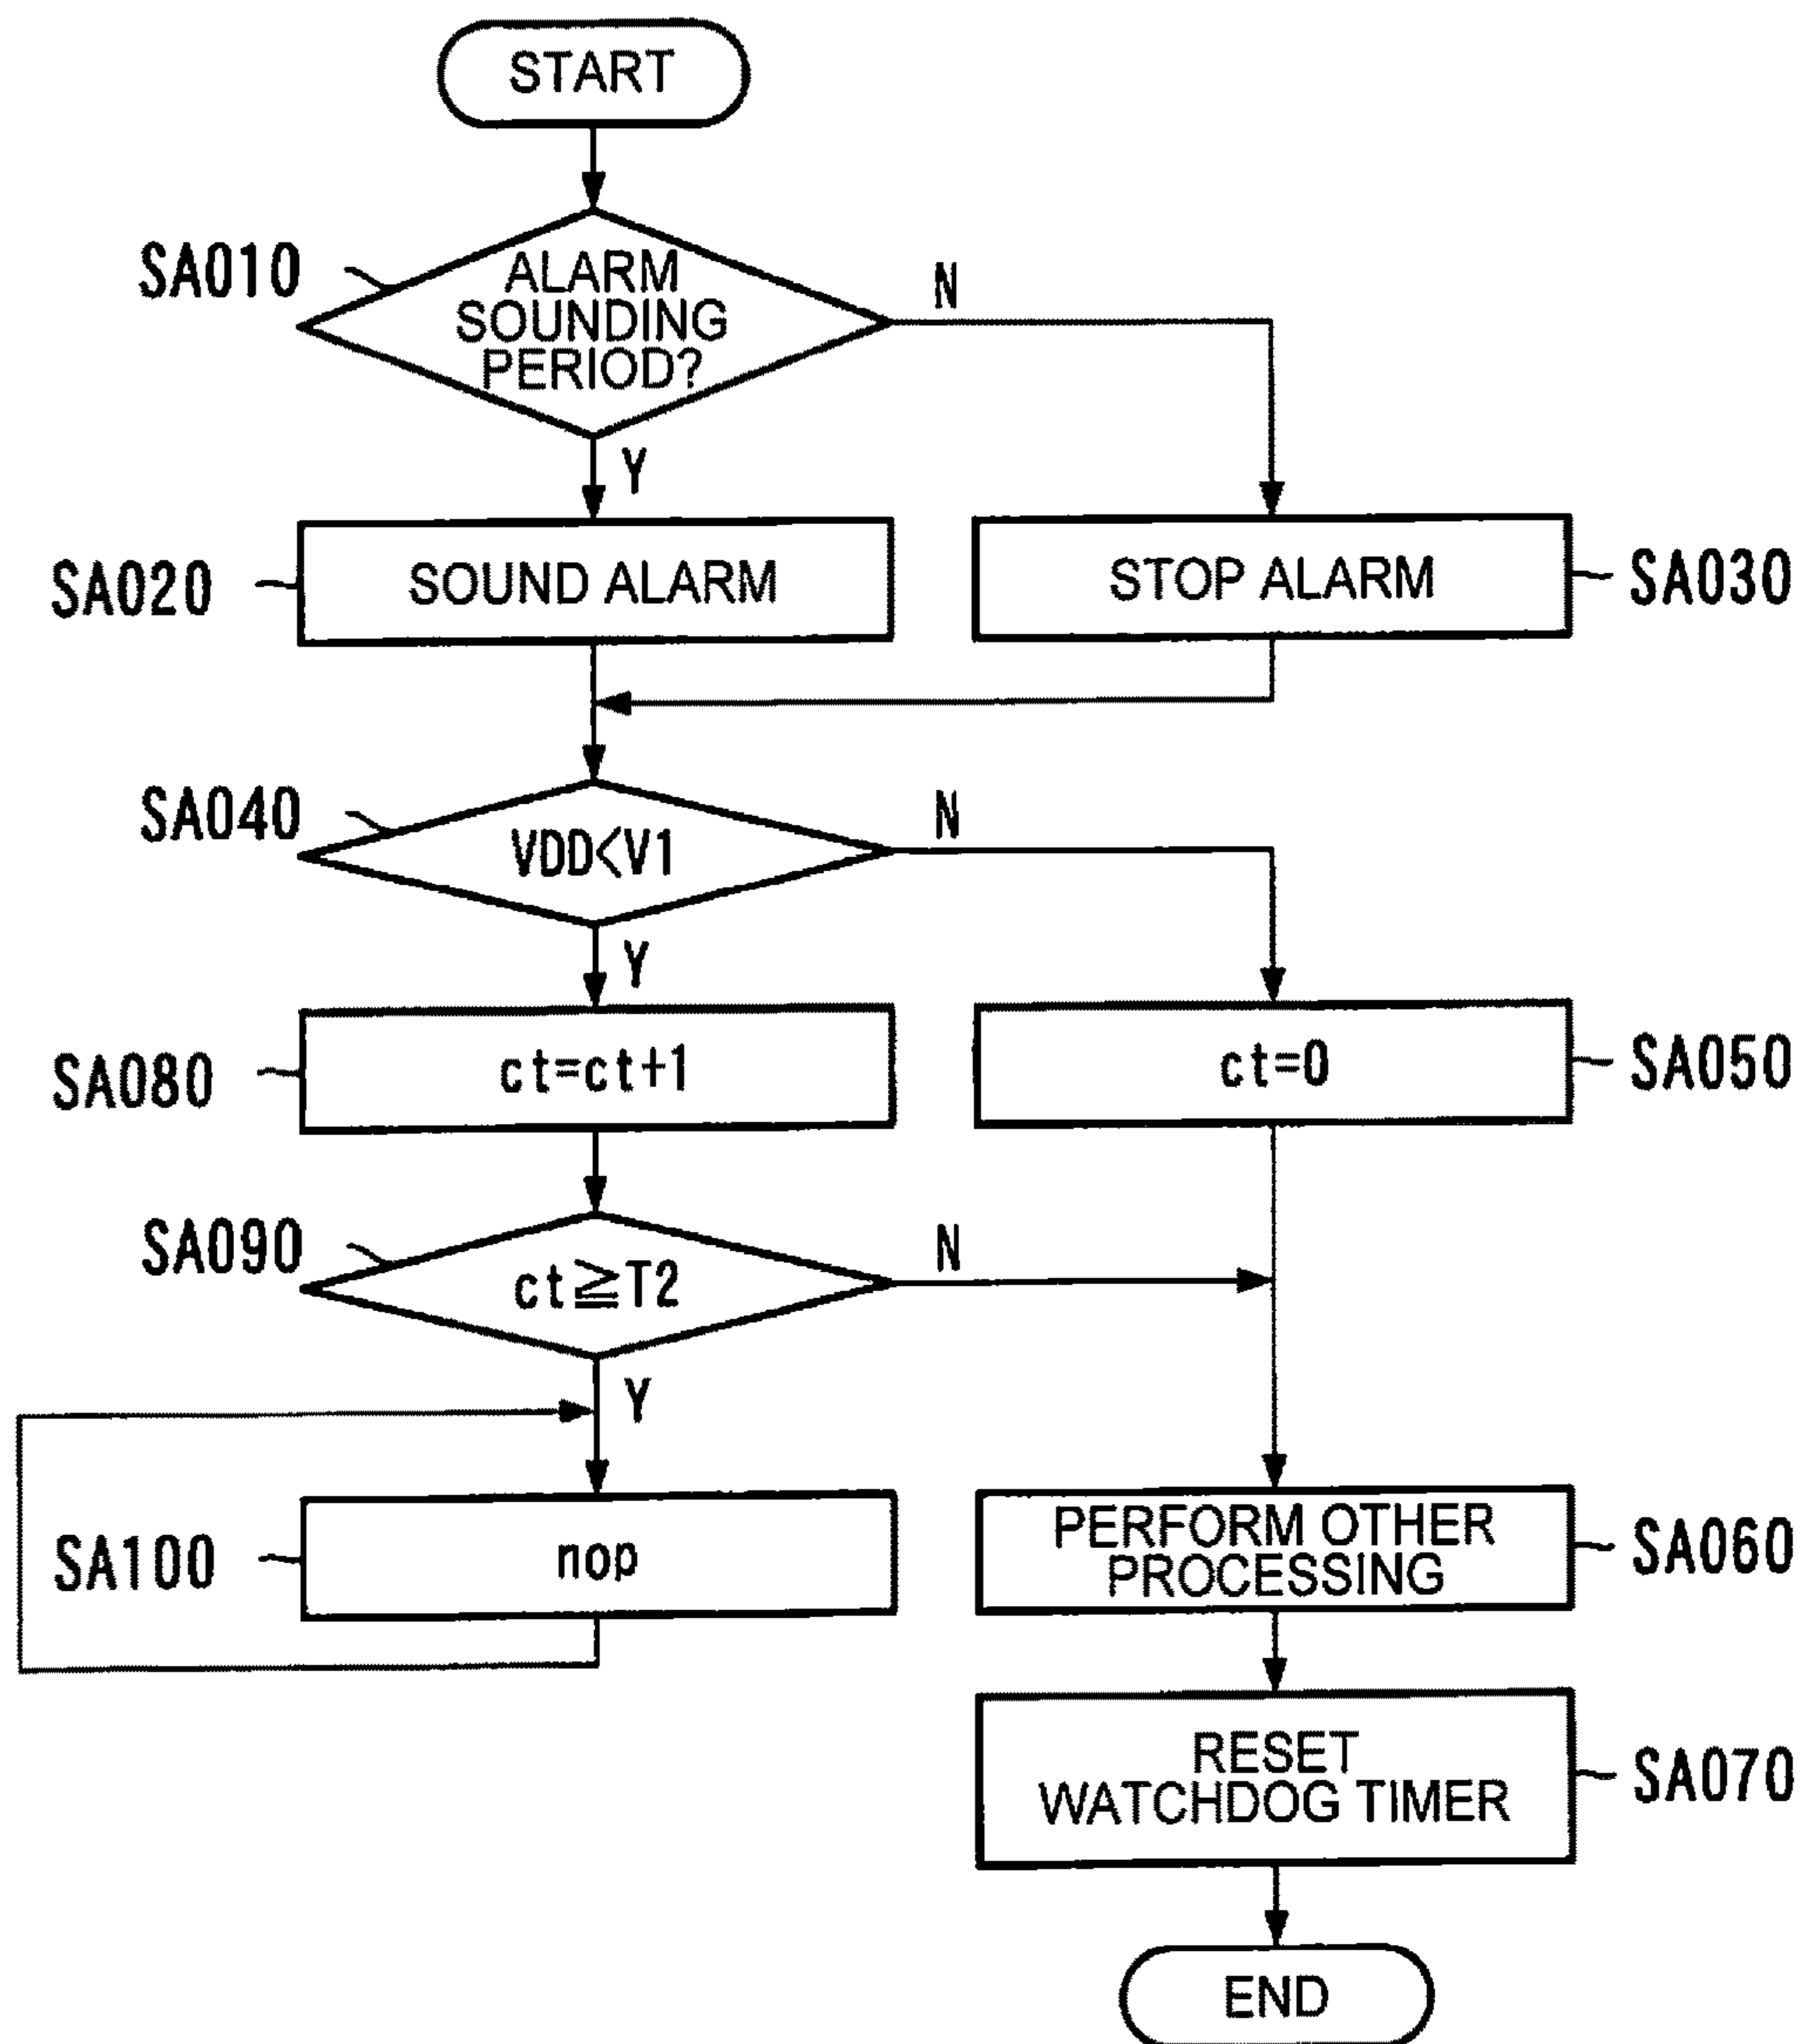 START
SA010
ALARM
SOUNDING
PERIOD?
N
Y
SA020
SOUND ALARM
STOP ALARM
SA030
SA040
VDD<V1
N
Y
SA080
ct=ct+1
ct=0
SA050
SA090
ct≧T2
N
Y
SA100
nop
PERFORM OTHER
PROCESSING
SA060
RESET
WATCHDOG TIMER
SA070
END